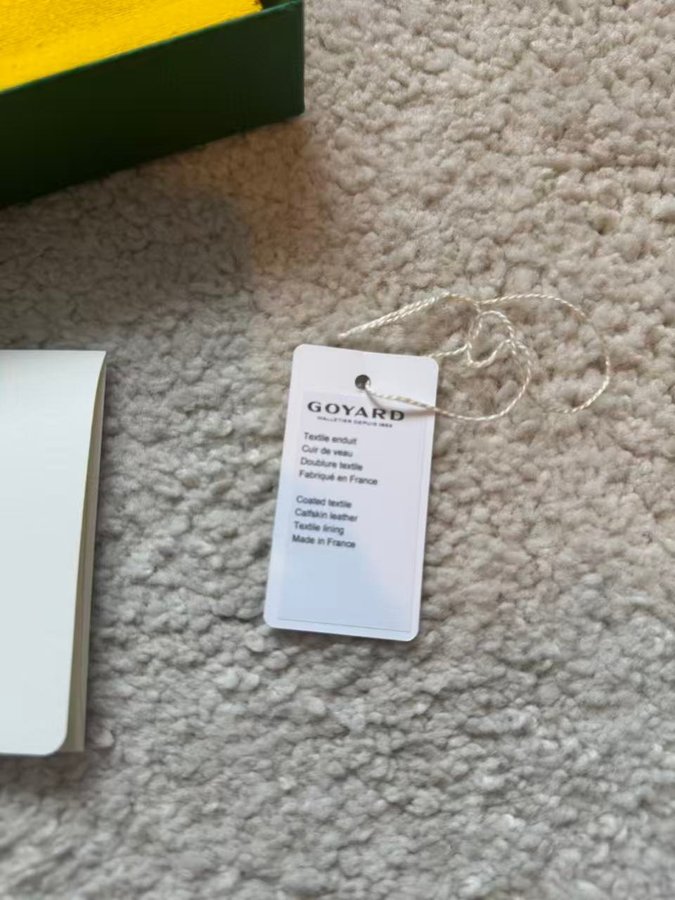 GOYARD
MALLETIER DEPUIS 1853
Textile enduit
Cuir de veau
Doublure textile
Fabriqué en France
Coated textile
Calfskin leather
Textile lining
Made in France